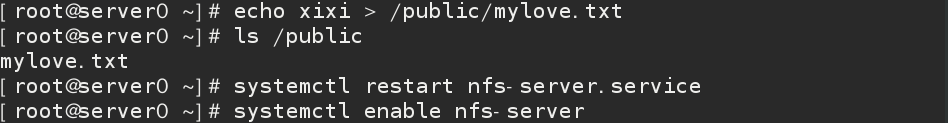 [root@server0 ~]# echo xixi > /public/mylove.txt
[root@server0 ~]# ls /public
mylove.txt
[root@server0 ~]# systemctl restart nfs-server.service
[root@server0 ~]# systemctl enable nfs-server